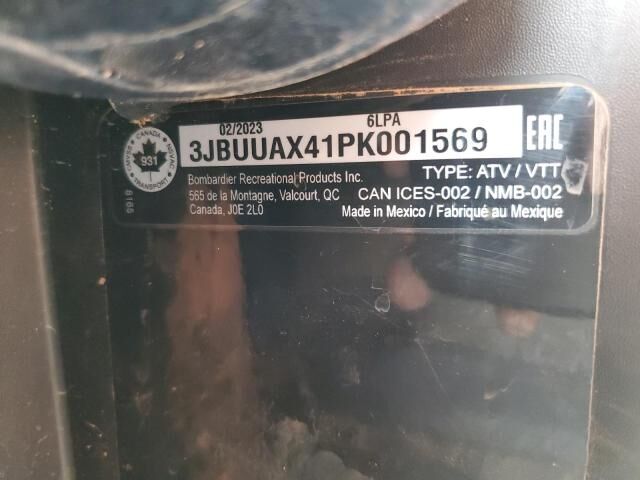 02/2023 6LPA
3JBUUAX41PK001569
EAC
CANADA
931
TRANSPORT
8166
Bombardier Recreational Products Inc.
565 de la Montagne, Valcourt, QC
Canada, J0E 2L0
TYPE: ATV / VTT
CAN ICES-002 / NMB-002
Made in Mexico / Fabriqué au Mexique